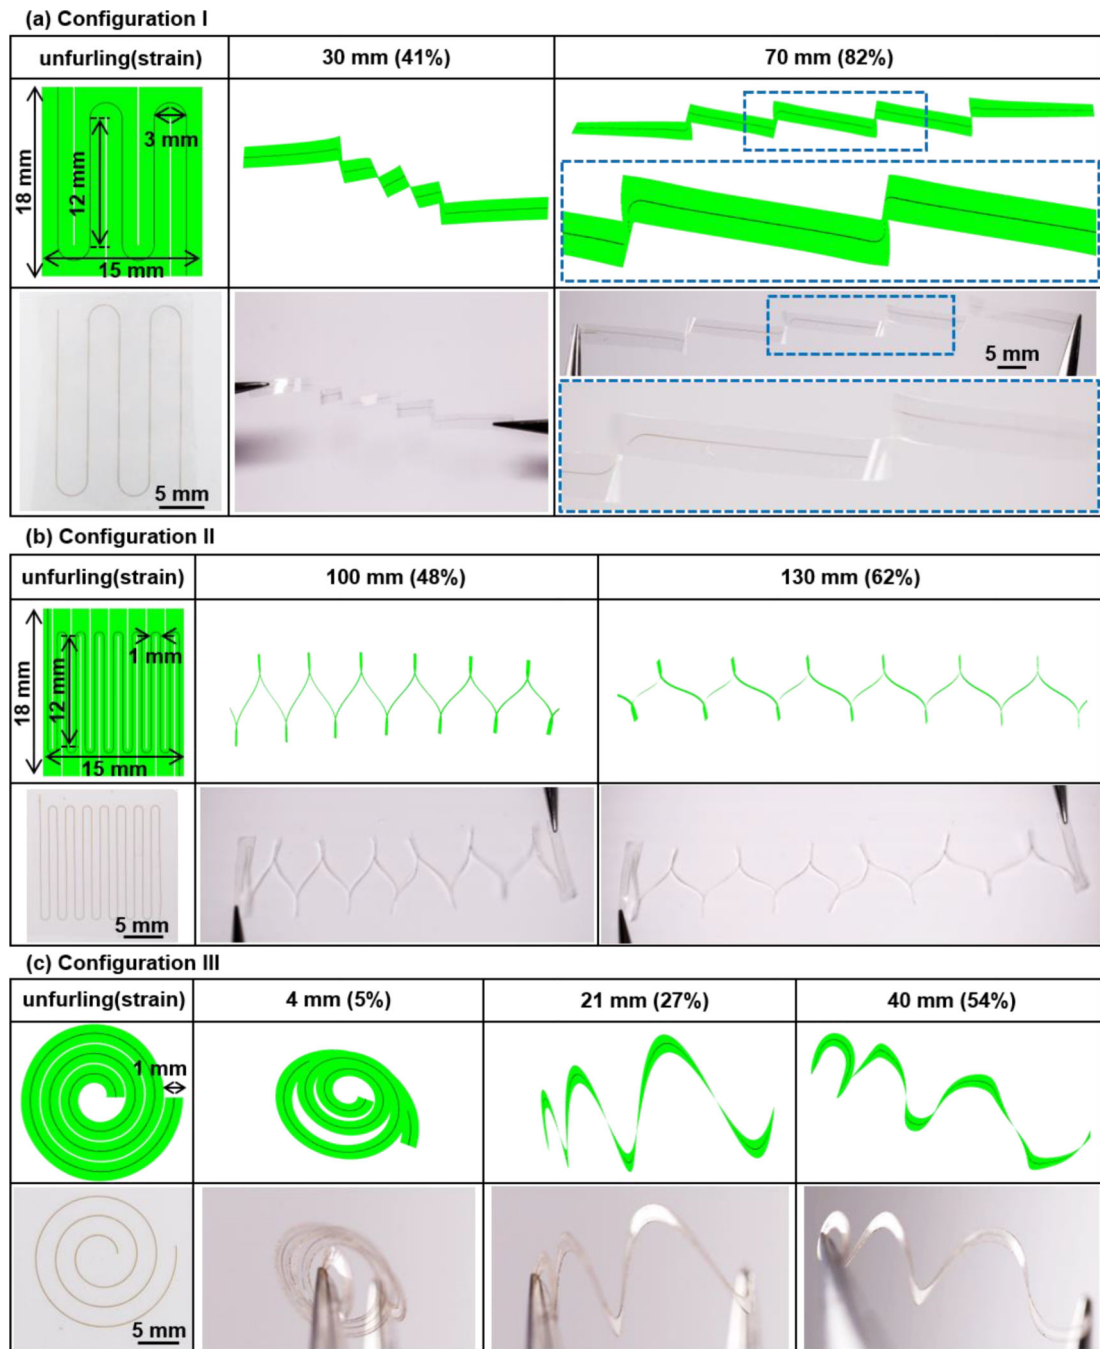 (a) Configuration I
unfurling(strain)
30 mm (41%)
70 mm (82%)
18 mm
12 mm
3 mm
15 mm
5 mm
5 mm
(b) Configuration II
unfurling(strain)
100 mm (48%)
130 mm (62%)
18 mm
12 mm
1 mm
15 mm
5 mm
(c) Configuration III
unfurling(strain)
4 mm (5%)
21 mm (27%)
40 mm (54%)
1 mm
5 mm